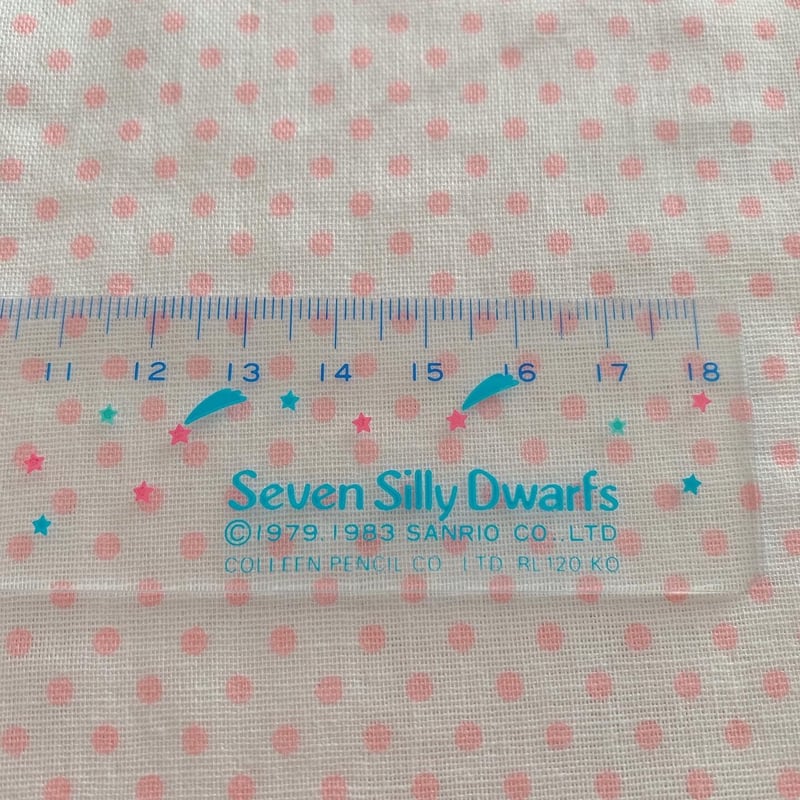 11 12 13 14 15 16 17 18
Seven Silly Dwarfs
©1979.1983 SANRIO CO.,LTD
COLLEEN PENCIL CO LTD RL120 KO